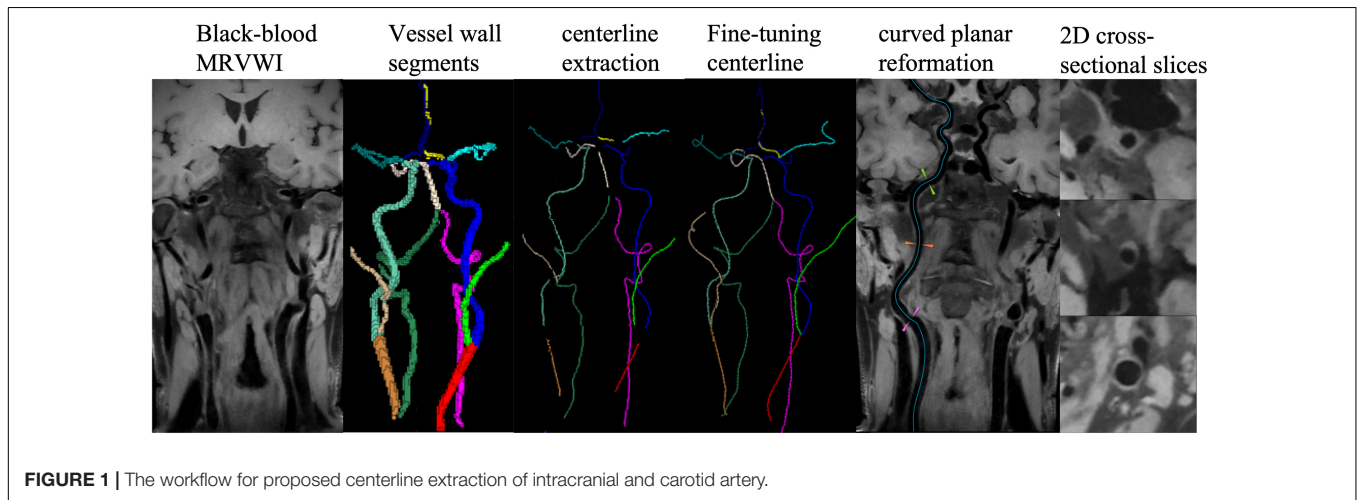 Black-blood
MRVWI
Vessel wall
segments
centerline
extraction
Fine-tuning
centerline
curved planar
reformation
2D cross-
sectional slices
FIGURE 1 | The workflow for proposed centerline extraction of intracranial and carotid artery.